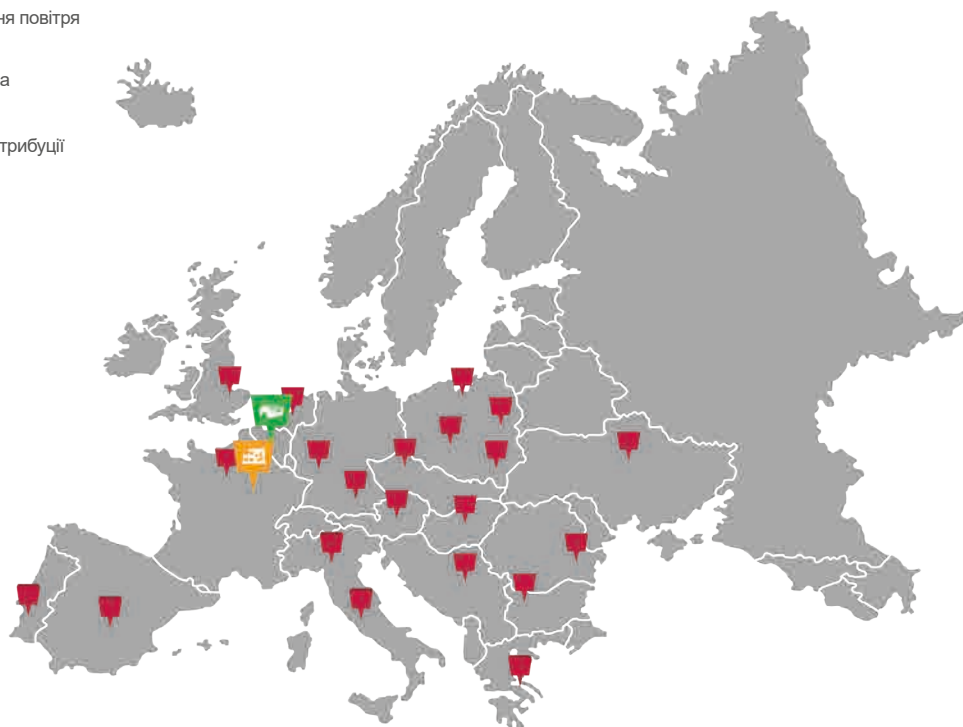 ня повітря
а
трибуції